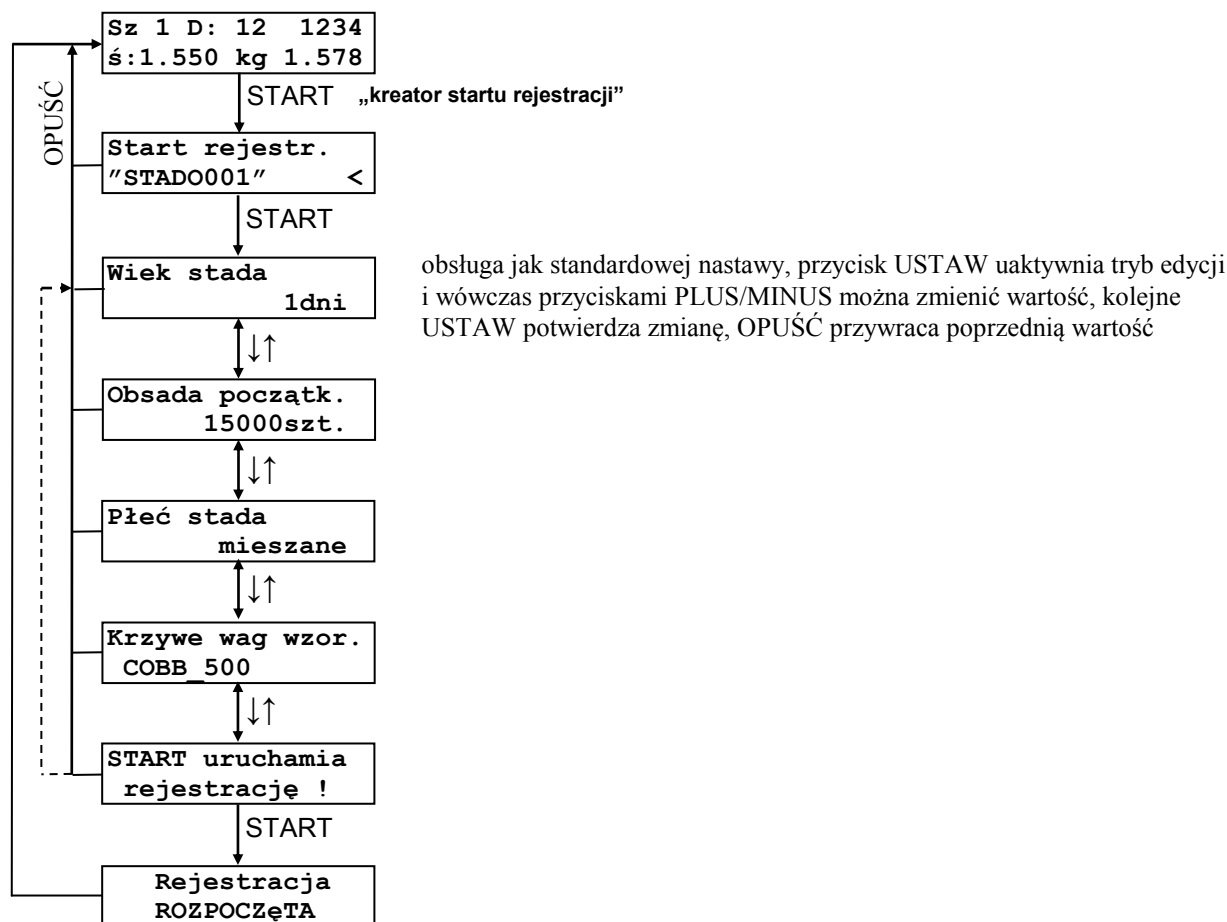 Sz 1 D: 12 1234
ś:1.550 kg 1.578
OPUŚĆ
START „kreator startu rejestracji”
Start rejestr.
”STADO001” <
START
Wiek stada
1dni
obsługa jak standardowej nastawy, przycisk USTAW uaktywnia tryb edycji
i wówczas przyciskami PLUS/MINUS można zmienić wartość, kolejne
USTAW potwierdza zmianę, OPUŚĆ przywraca poprzednią wartość
↓↑
Obsada początk.
15000szt.
↓↑
Płeć stada
mieszane
↓↑
Krzywe wag wzor.
COBB_500
↓↑
START uruchamia
rejestrację !
START
Rejestracja
ROZPOCZęTA